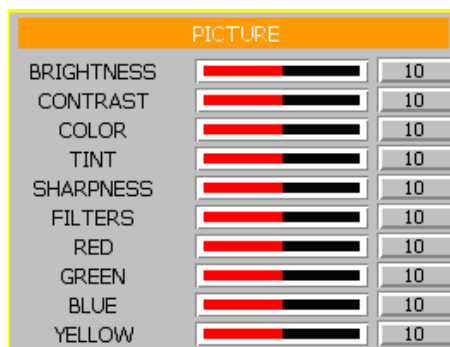 PICTURE
BRIGHTNESS 10
CONTRAST 10
COLOR 10
TINT 10
SHARPNESS 10
FILTERS 10
RED 10
GREEN 10
BLUE 10
YELLOW 10